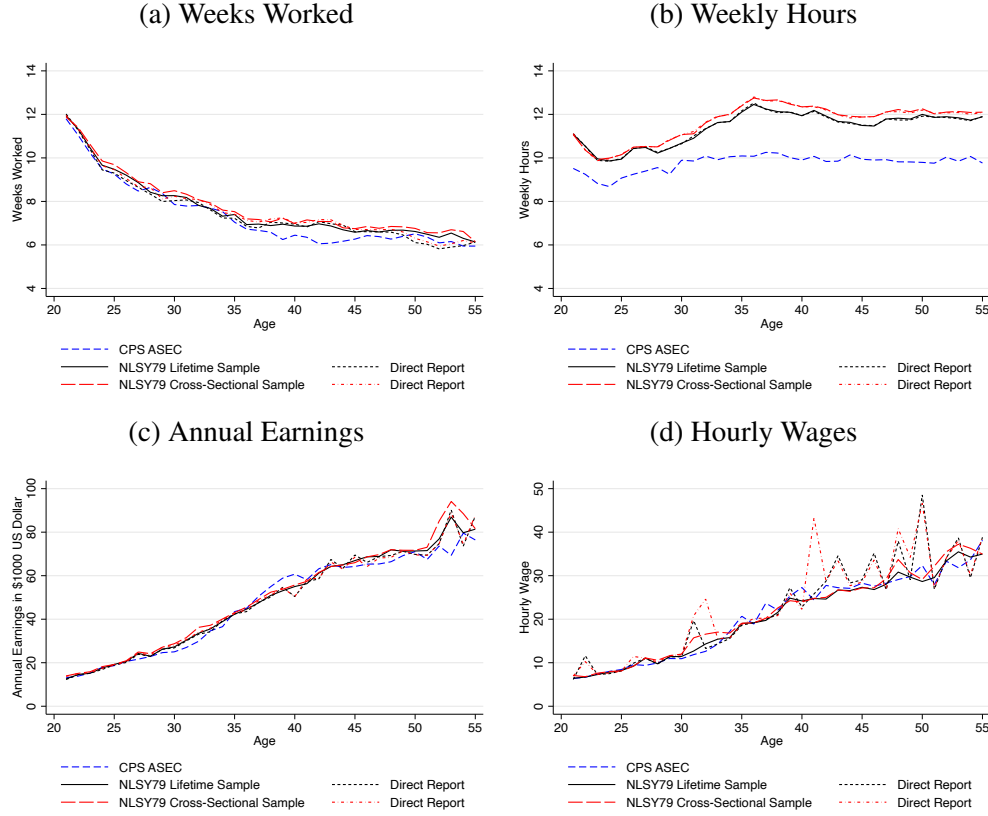 (a) Weeks Worked
Weeks Worked
14
12
10
8
6
4
20 25 30 35 40 45 50 55
Age
CPS ASEC
NLSY79 Lifetime Sample Direct Report
NLSY79 Cross-Sectional Sample Direct Report
(b) Weekly Hours
Weekly Hours
14
12
10
8
6
4
20 25 30 35 40 45 50 55
Age
CPS ASEC
NLSY79 Lifetime Sample Direct Report
NLSY79 Cross-Sectional Sample Direct Report
(c) Annual Earnings
Annual Earnings in $1000 US Dollar
100
80
60
40
20
0
20 25 30 35 40 45 50 55
Age
CPS ASEC
NLSY79 Lifetime Sample Direct Report
NLSY79 Cross-Sectional Sample Direct Report
(d) Hourly Wages
Hourly Wage
50
40
30
20
10
0
20 25 30 35 40 45 50 55
Age
CPS ASEC
NLSY79 Lifetime Sample Direct Report
NLSY79 Cross-Sectional Sample Direct Report